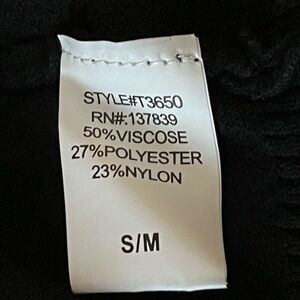 STYLE#T3650
RN#:137839
50%VISCOSE
27%POLYESTER
23%NYLON
S/M